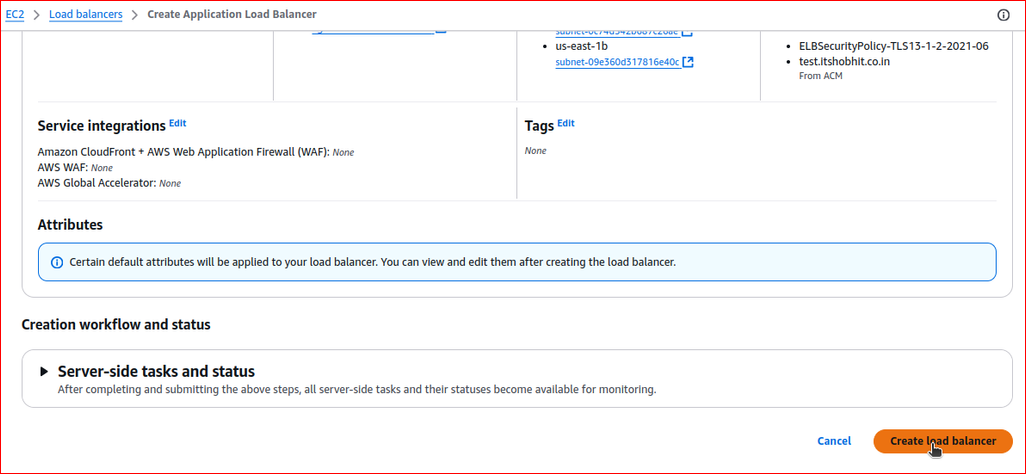 EC2 > Load balancers > Create Application Load Balancer
us-east-1b
subnet-09e360d317816e40c
ELBSecurityPolicy-TLS13-1-2-2021-06
test.itshobhit.co.in
From ACM
Service integrations Edit
Amazon CloudFront + AWS Web Application Firewall (WAF): None
AWS WAF: None
AWS Global Accelerator: None
Tags Edit
None
Attributes
Certain default attributes will be applied to your load balancer. You can view and edit them after creating the load balancer.
Creation workflow and status
Server-side tasks and status
After completing and submitting the above steps, all server-side tasks and their statuses become available for monitoring.
Cancel
Create load balancer